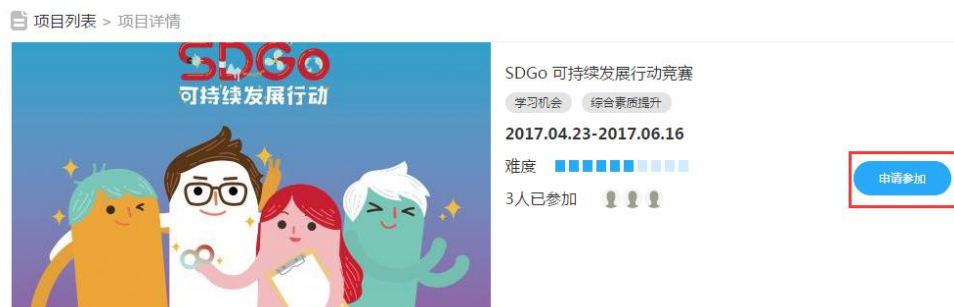 项目列表 > 项目详情
SDGo
可持续发展行动
SDGo 可持续发展行动竞赛
学习机会 综合素质提升
2017.04.23-2017.06.16
难度
3人已参加
申请参加